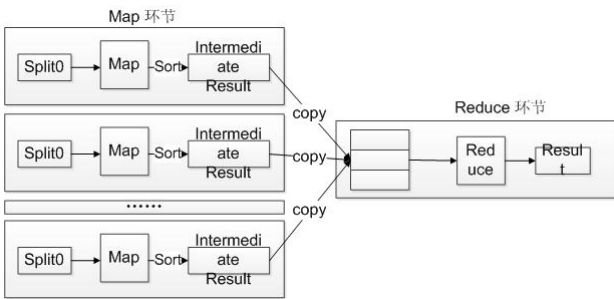 Map 环节
Split0
Map
Sort
Intermedi
ate
Result
copy
Split0
Map
Sort
Intermedi
ate
Result
copy
······
Split0
Map
Sort
Intermedi
ate
Result
copy
Reduce 环节
Red
uce
Resul
t